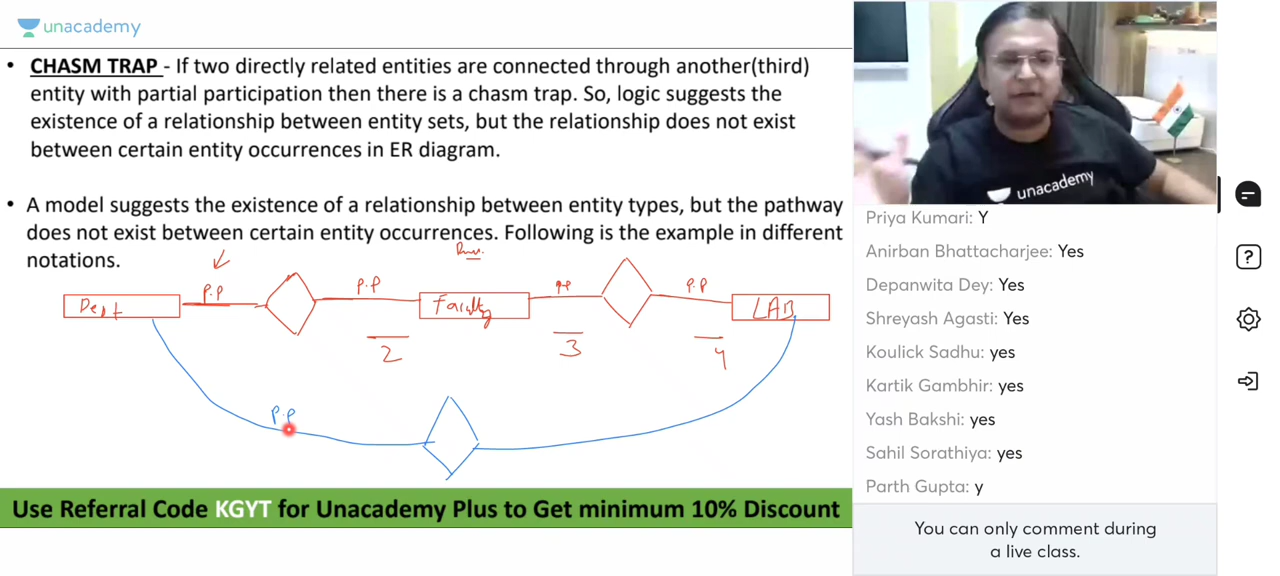 unacademy
• CHASM TRAP - If two directly related entities are connected through another(third)
entity with partial participation then there is a chasm trap. So, logic suggests the
existence of a relationship between entity sets, but the relationship does not exist
between certain entity occurrences in ER diagram.
• A model suggests the existence of a relationship between entity types, but the pathway
does not exist between certain entity occurrences. Following is the example in different
notations.
P.P
P.P
P.P
P.P
Dept
Faculty
LAB
2
3
4
P.P
Use Referral Code KGYT for Unacademy Plus to Get minimum 10% Discount
unacademy
Priya Kumari: Y
Anirban Bhattacharjee: Yes
Depanwita Dey: Yes
Shreyash Agasti: Yes
Koulick Sadhu: yes
Kartik Gambhir: yes
Yash Bakshi: yes
Sahil Sorathiya: yes
Parth Gupta: y
You can only comment during
a live class.